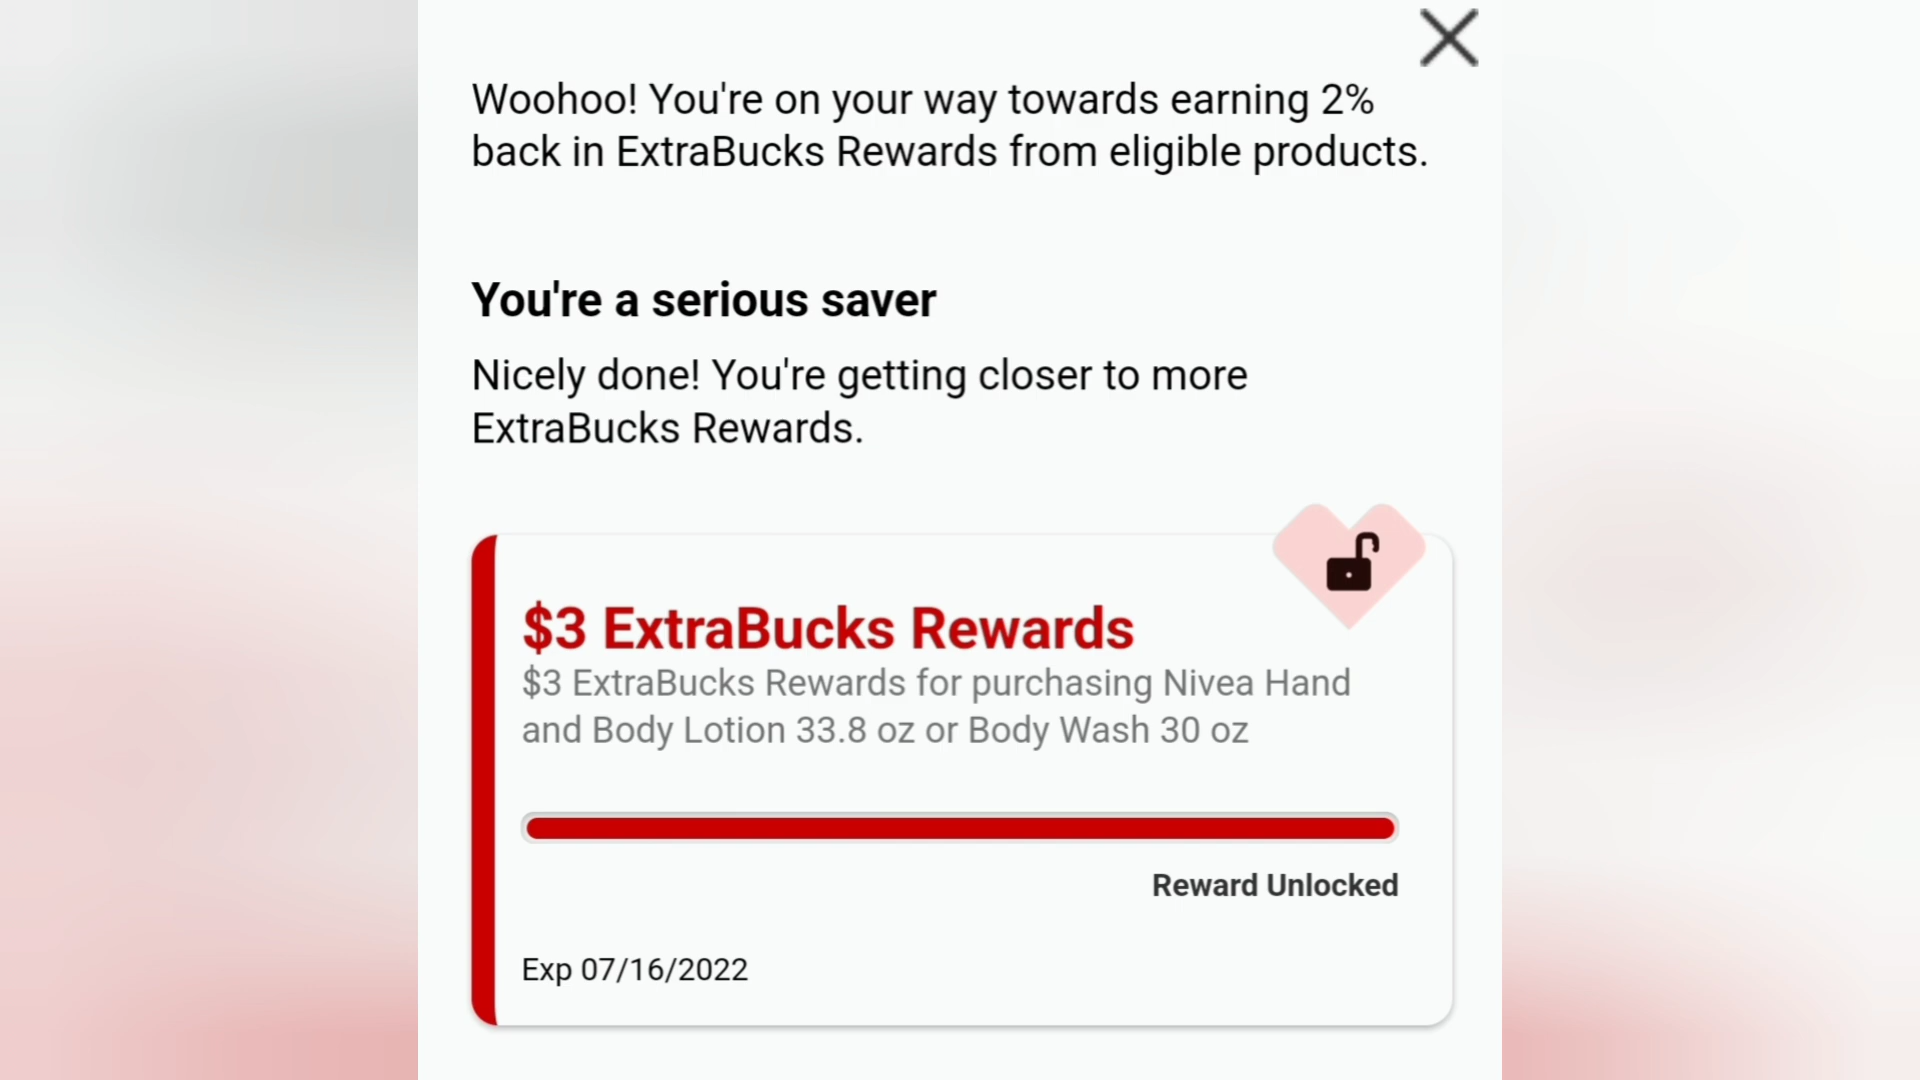 Woohoo! You're on your way towards earning 2%
back in ExtraBucks Rewards from eligible products.
You're a serious saver
Nicely done! You're getting closer to more
ExtraBucks Rewards.
$3 ExtraBucks Rewards
$3 ExtraBucks Rewards for purchasing Nivea Hand
and Body Lotion 33.8 oz or Body Wash 30 oz
Reward Unlocked
Exp 07/16/2022